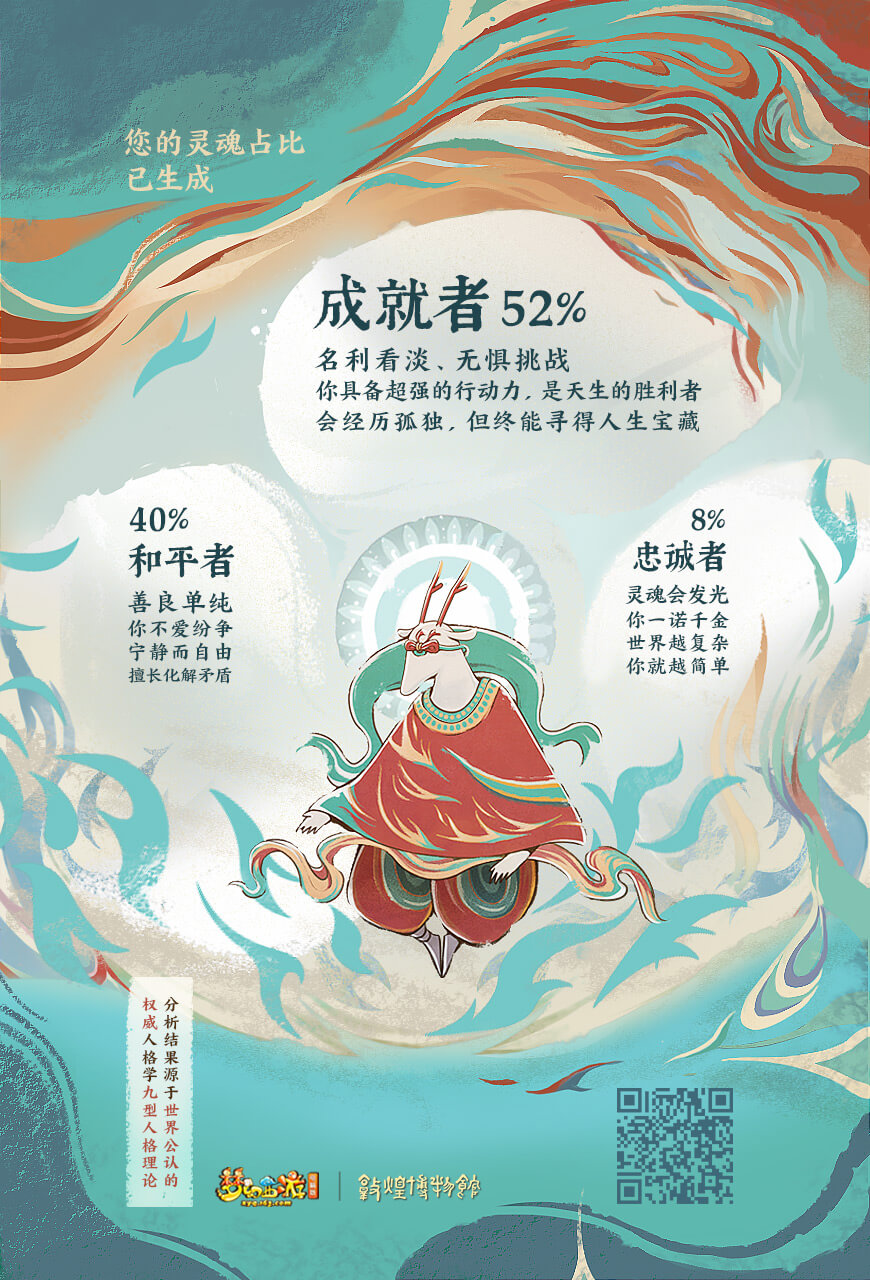 您的灵魂占比
已生成
成就者 52%
名利看淡、无惧挑战
你具备超强的行动力，是天生的胜利者
会经历孤独，但终能寻得人生宝藏
40%
和平者
善良单纯
你不爱纷争
宁静而自由
擅长化解矛盾
8%
忠诚者
灵魂会发光
你一诺千金
世界越复杂
你就越简单
分析结果源于世界公认的
权威人格学九型人格理论
梦幻西游
敦煌博物馆